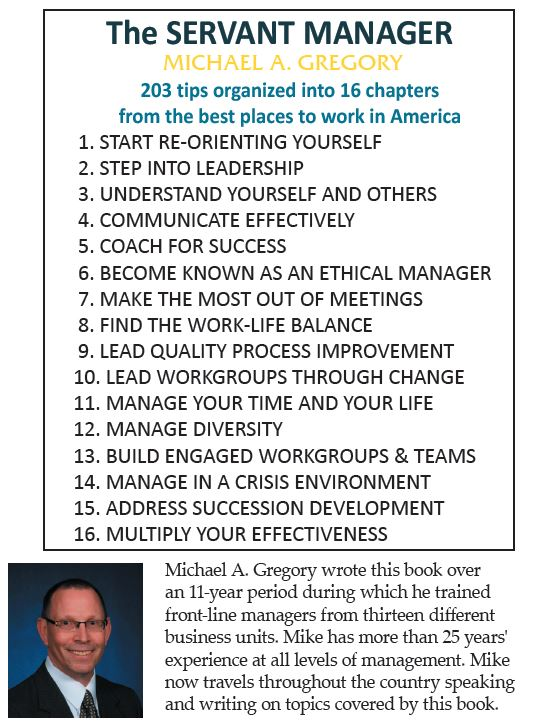 The SERVANT MANAGER
MICHAEL A. GREGORY
203 tips organized into 16 chapters
from the best places to work in America
1. START RE-ORIENTING YOURSELF
2. STEP INTO LEADERSHIP
3. UNDERSTAND YOURSELF AND OTHERS
4. COMMUNICATE EFFECTIVELY
5. COACH FOR SUCCESS
6. BECOME KNOWN AS AN ETHICAL MANAGER
7. MAKE THE MOST OUT OF MEETINGS
8. FIND THE WORK-LIFE BALANCE
9. LEAD QUALITY PROCESS IMPROVEMENT
10. LEAD WORKGROUPS THROUGH CHANGE
11. MANAGE YOUR TIME AND YOUR LIFE
12. MANAGE DIVERSITY
13. BUILD ENGAGED WORKGROUPS & TEAMS
14. MANAGE IN A CRISIS ENVIRONMENT
15. ADDRESS SUCCESSION DEVELOPMENT
16. MULTIPLY YOUR EFFECTIVENESS
Michael A. Gregory wrote this book over
an 11-year period during which he trained
front-line managers from thirteen different
business units. Mike has more than 25 years'
experience at all levels of management. Mike
now travels throughout the country speaking
and writing on topics covered by this book.